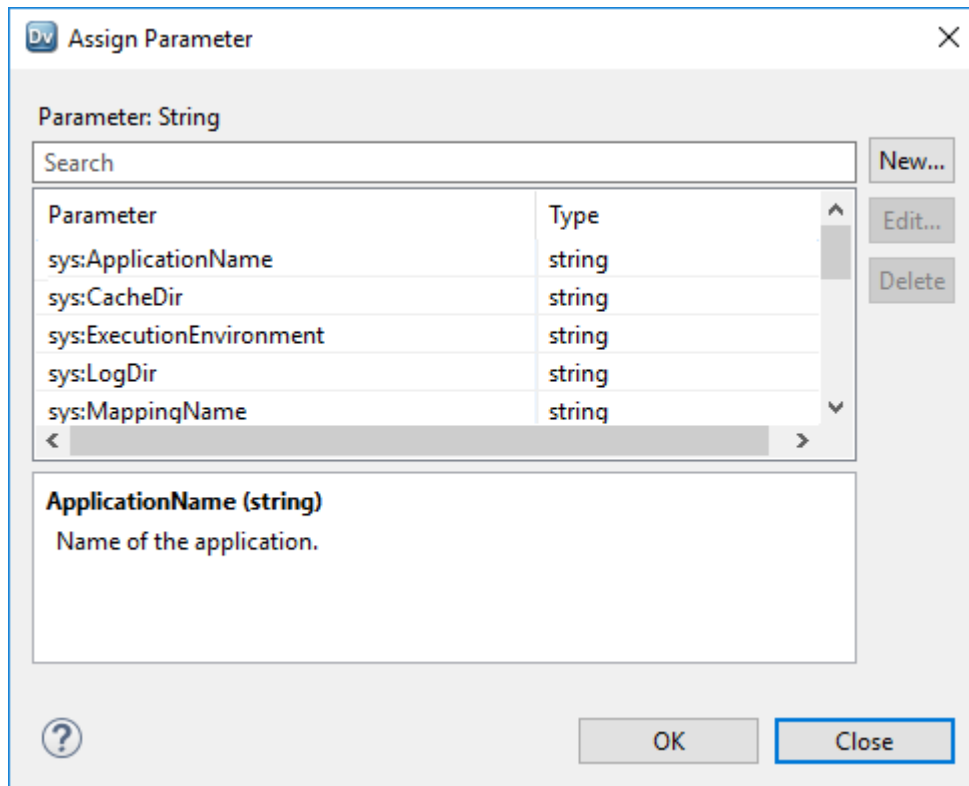 Dv Assign Parameter
Parameter: String
Search
New...
Parameter Type
Edit...
sys:ApplicationName string
Delete
sys:CacheDir string
sys:ExecutionEnvironment string
sys:LogDir string
sys:MappingName string
ApplicationName (string)
Name of the application.
?
OK Close